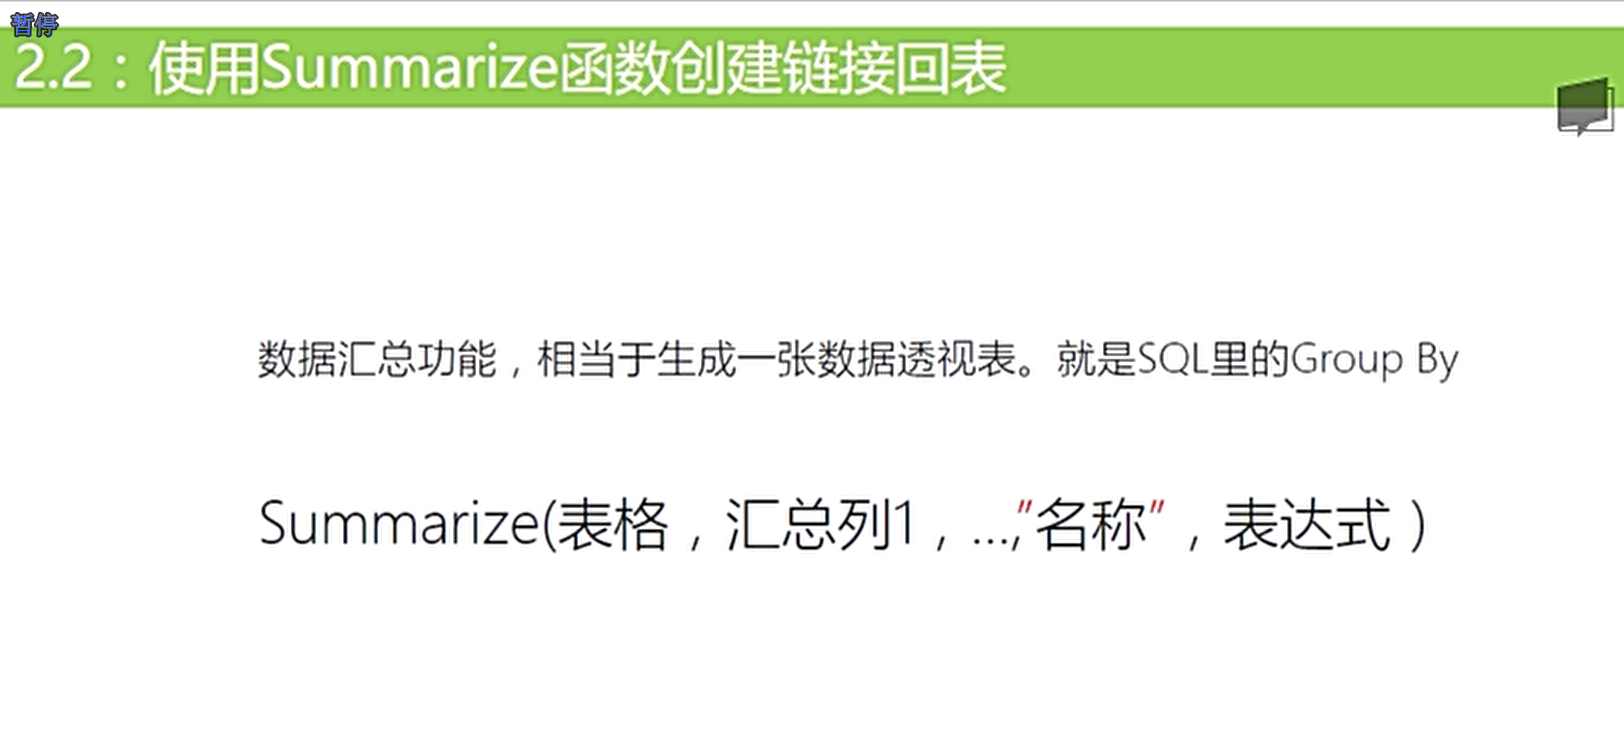 暂停
2.2：使用Summarize函数创建链接回表
数据汇总功能，相当于生成一张数据透视表。就是SQL里的Group By
Summarize(表格，汇总列1，...,"名称"，表达式）